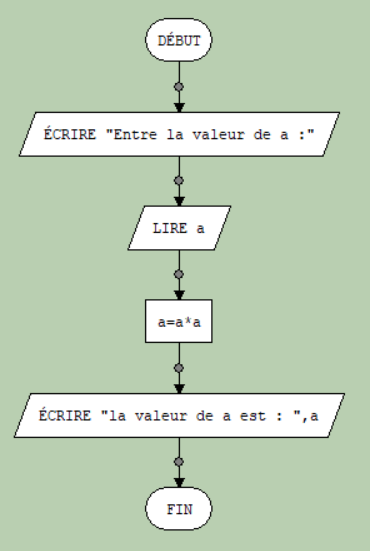 DÉBUT
ÉCRIRE "Entre la valeur de a :"
LIRE a
a=a*a
ÉCRIRE "la valeur de a est : ",a
FIN